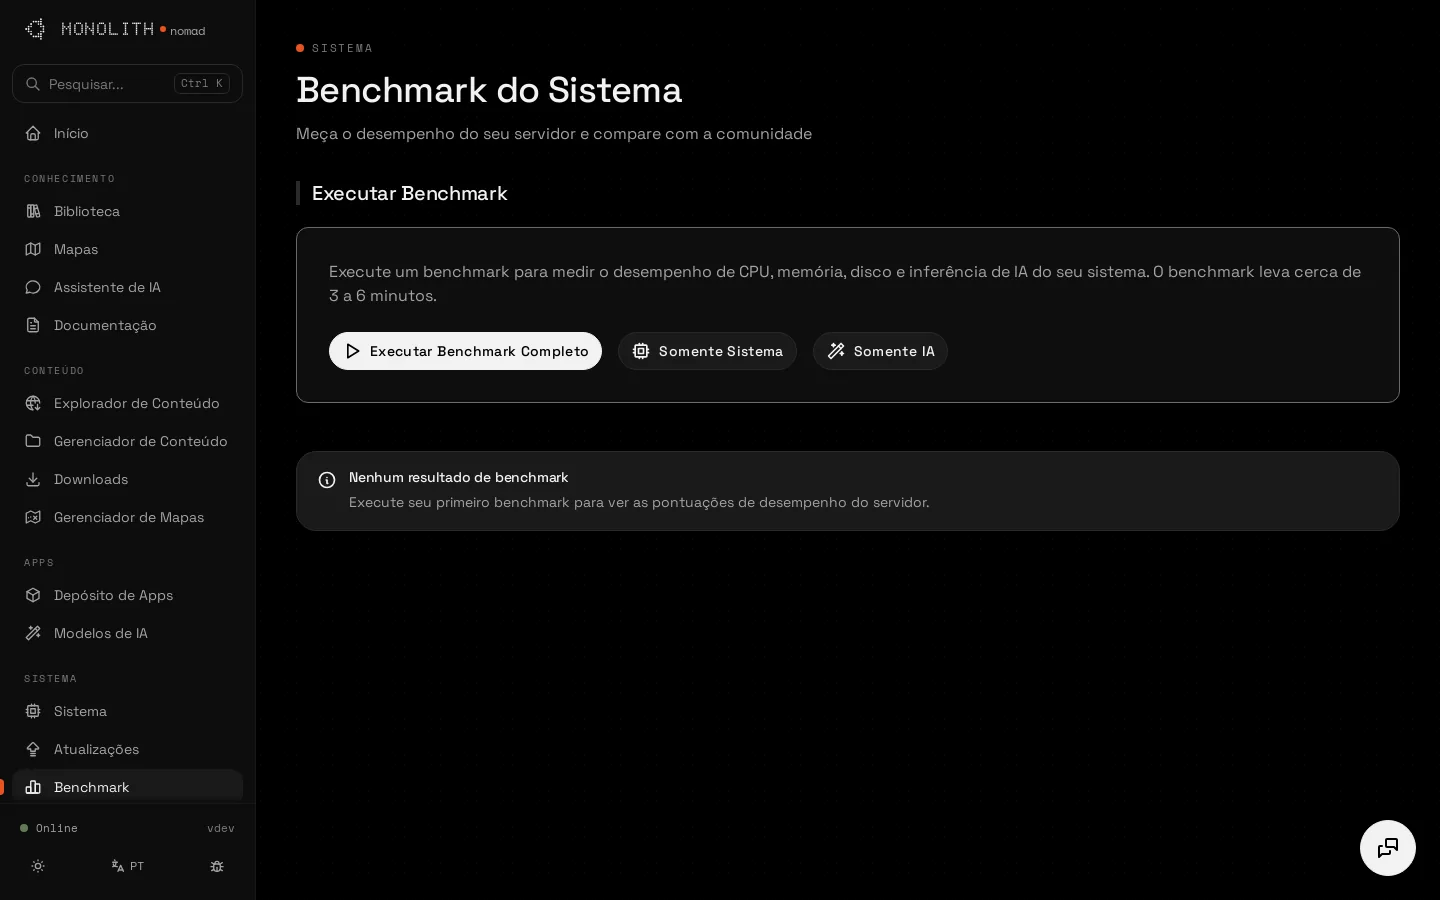 MONOLITH nomad
Pesquisar... Ctrl K
Início
CONHECIMENTO
Biblioteca
Mapas
Assistente de IA
Documentação
CONTEÚDO
Explorador de Conteúdo
Gerenciador de Conteúdo
Downloads
Gerenciador de Mapas
APPS
Depósito de Apps
Modelos de IA
SISTEMA
Sistema
Atualizações
Benchmark
Online vdev
PT
SISTEMA
Benchmark do Sistema
Meça o desempenho do seu servidor e compare com a comunidade
Executar Benchmark
Execute um benchmark para medir o desempenho de CPU, memória, disco e inferência de IA do seu sistema. O benchmark leva cerca de
3 a 6 minutos.
Executar Benchmark Completo Somente Sistema Somente IA
Nenhum resultado de benchmark
Execute seu primeiro benchmark para ver as pontuações de desempenho do servidor.